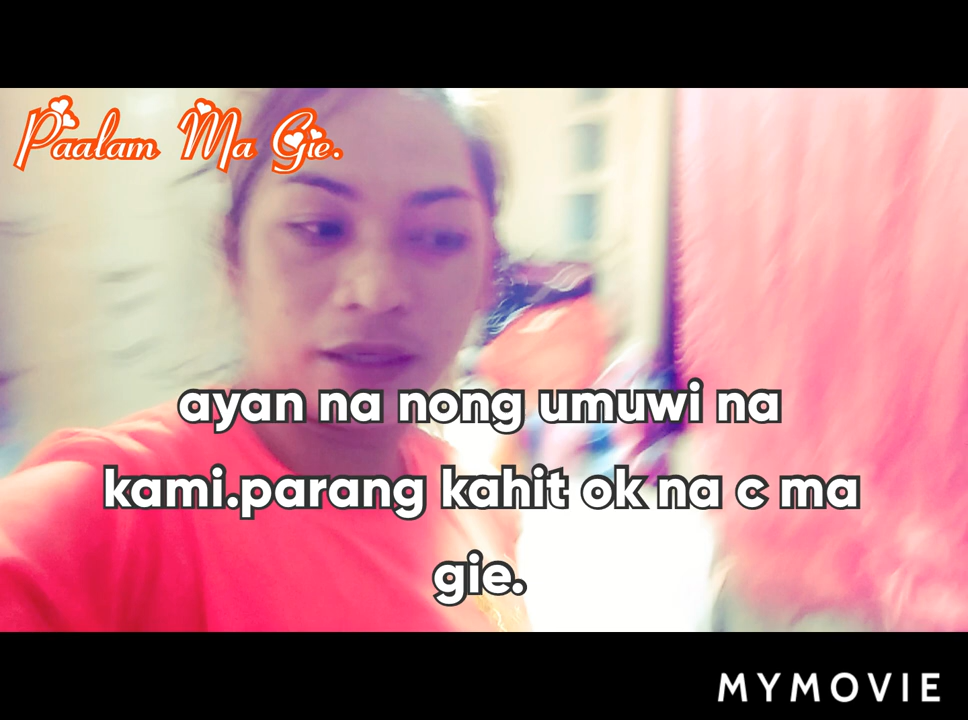 Paalam Ma Gie.
ayan na nong umuwi na
kami.parang kahit ok na c ma
gie.
MYMOVIE